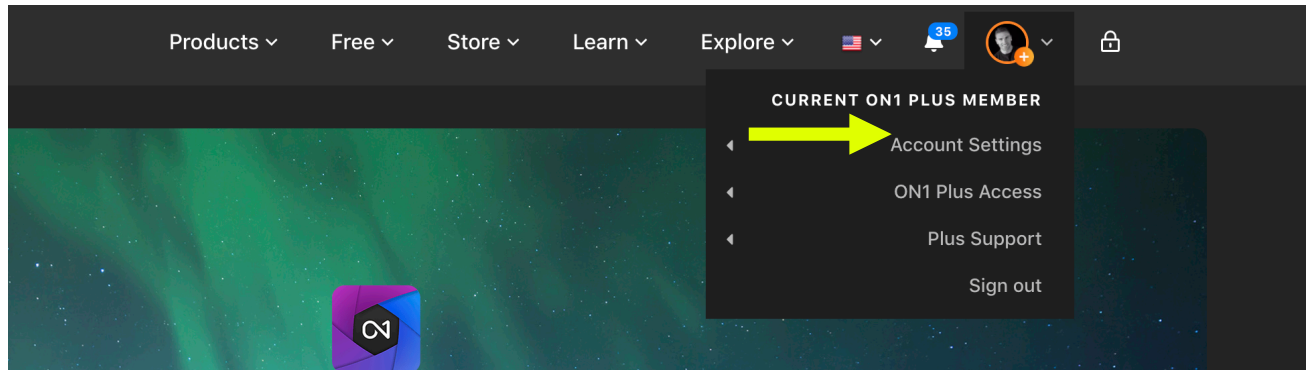 Products Free Store Learn Explore 35
CURRENT ON1 PLUS MEMBER
Account Settings
ON1 Plus Access
Plus Support
Sign out
ON1